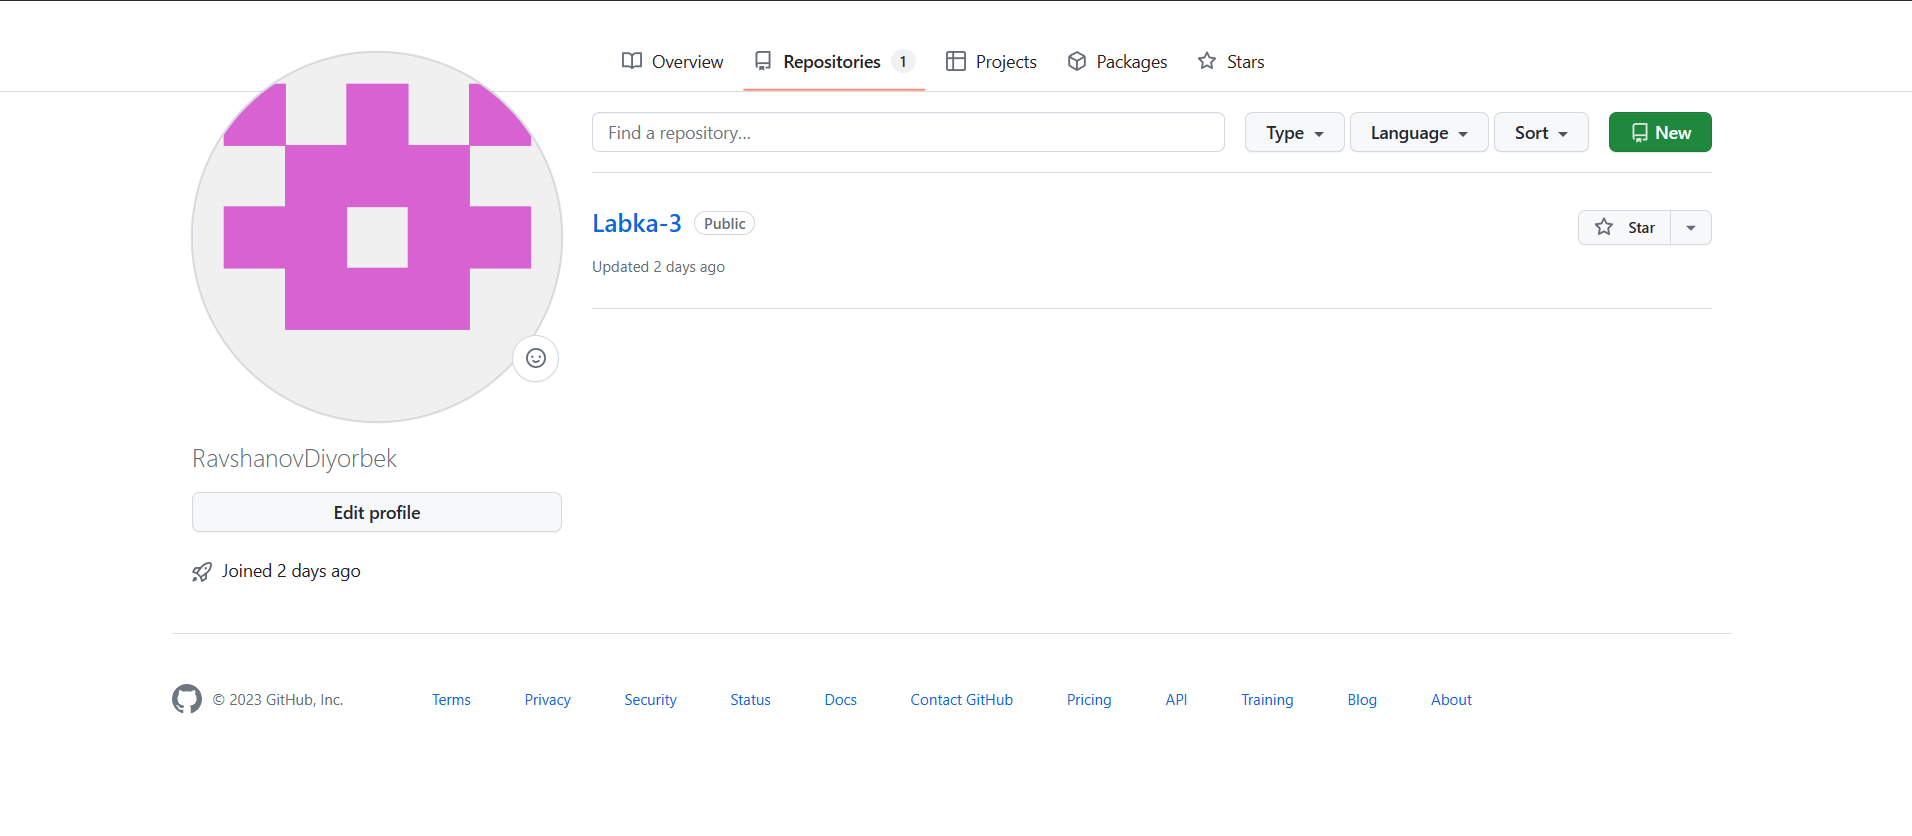 Overview Repositories 1 Projects Packages Stars
Find a repository... Type Language Sort New
Labka-3 Public Star
Updated 2 days ago
RavshanovDiyorbek
Edit profile
Joined 2 days ago
© 2023 GitHub, Inc. Terms Privacy Security Status Docs Contact GitHub Pricing API Training Blog About